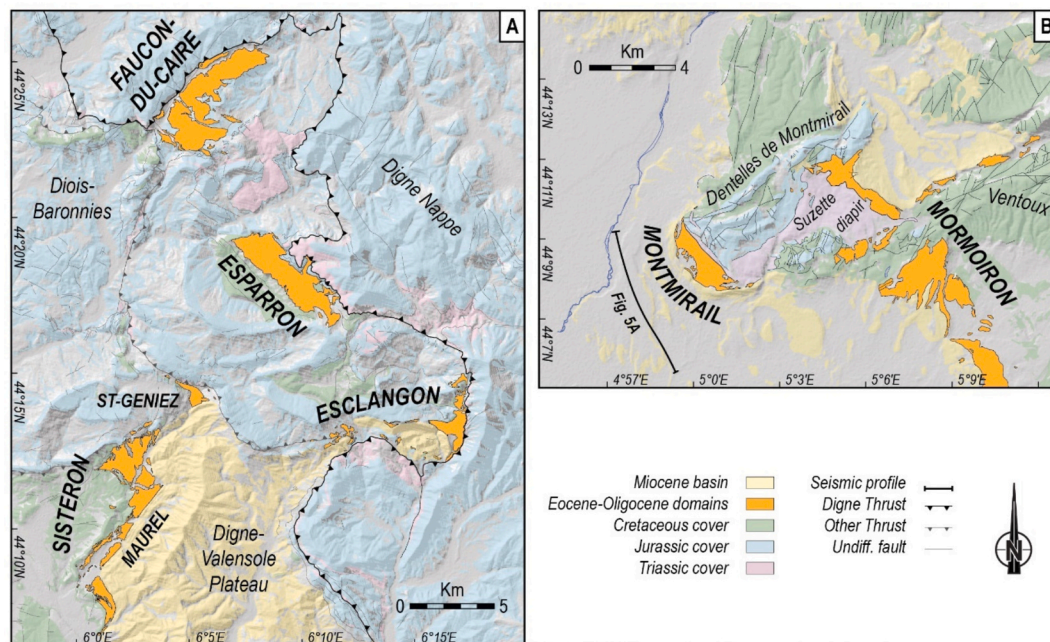 A
FAUCON-
DU-CAIRE
44°25'N
Diois-
Baronnies
Digne Nappe
44°20'N
ESPARRON
44°15'N
ST-GENIEZ
ESCLANGON
SISTERON
MAUREL
44°10'N
Digne-
Valensole
Plateau
Km
0 5
6°0'E 6°5'E 6°10'E 6°15'E
B
Km
0 4
44°13'N
Dentelles de Montmirail
44°11'N
Suzette
diapir
Ventoux
44°9'N
MONTMIRAIL
MORMOIRON
Fig. 5A
44°7'N
4°57'E 5°0'E 5°3'E 5°6'E 5°9'E
Miocene basin
Eocene-Oligocene domains
Cretaceous cover
Jurassic cover
Triassic cover
Seismic profile
Digne Thrust
Other Thrust
Undiff. fault
N